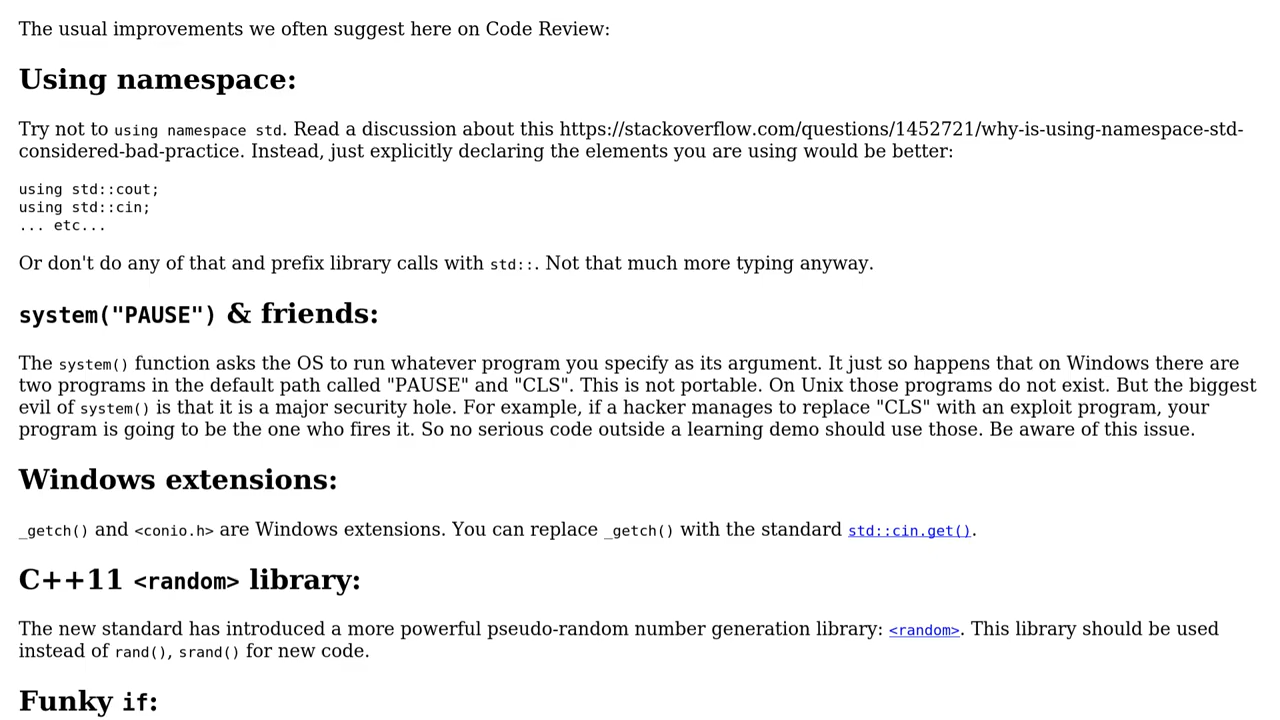 The usual improvements we often suggest here on Code Review:
Using namespace:
Try not to using namespace std. Read a discussion about this https://stackoverflow.com/questions/1452721/why-is-using-namespace-std-
considered-bad-practice. Instead, just explicitly declaring the elements you are using would be better:
using std::cout;
using std::cin;
... etc...
Or don't do any of that and prefix library calls with std::. Not that much more typing anyway.
system("PAUSE") & friends:
The system() function asks the OS to run whatever program you specify as its argument. It just so happens that on Windows there are
two programs in the default path called "PAUSE" and "CLS". This is not portable. On Unix those programs do not exist. But the biggest
evil of system() is that it is a major security hole. For example, if a hacker manages to replace "CLS" with an exploit program, your
program is going to be the one who fires it. So no serious code outside a learning demo should use those. Be aware of this issue.
Windows extensions:
_getch() and <conio.h> are Windows extensions. You can replace _getch() with the standard std::cin.get().
C++11 <random> library:
The new standard has introduced a more powerful pseudo-random number generation library: <random>. This library should be used
instead of rand(), srand() for new code.
Funky if: